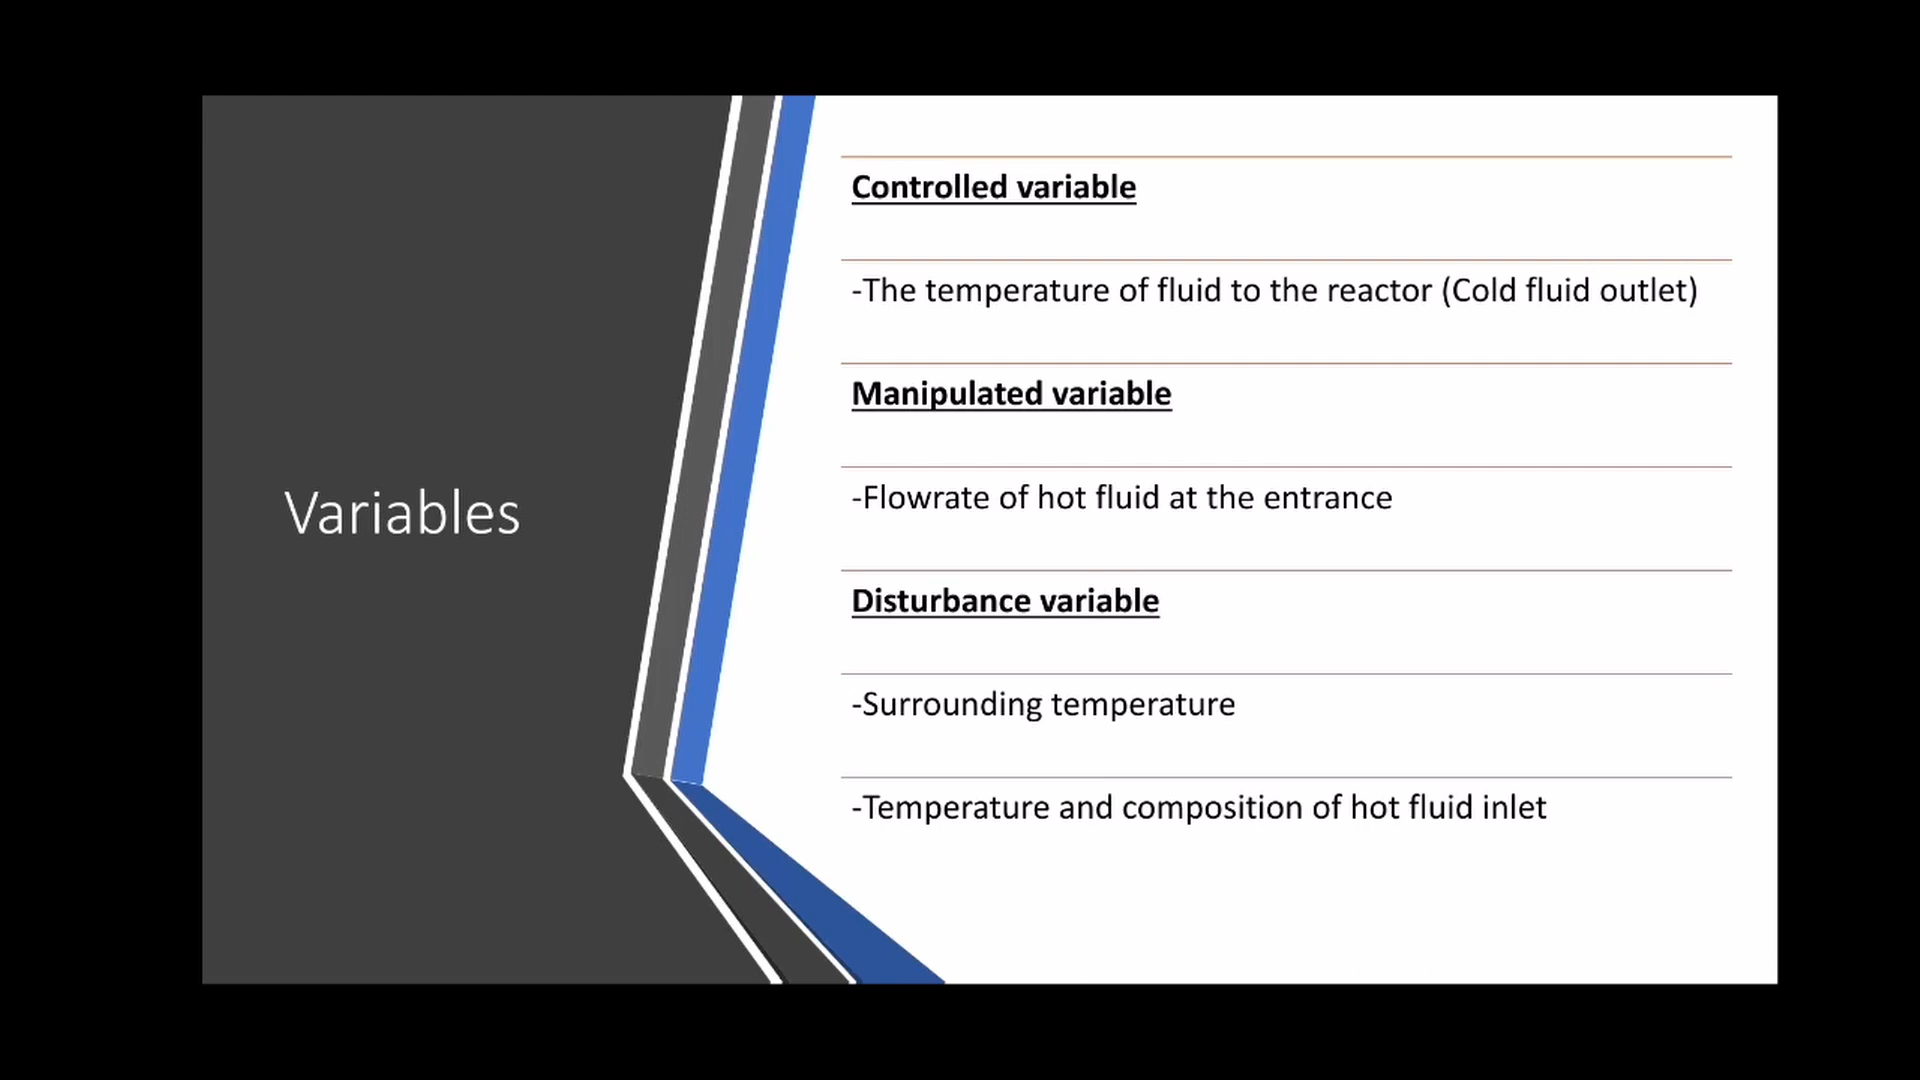 Variables
Controlled variable
-The temperature of fluid to the reactor (Cold fluid outlet)
Manipulated variable
-Flowrate of hot fluid at the entrance
Disturbance variable
-Surrounding temperature
-Temperature and composition of hot fluid inlet